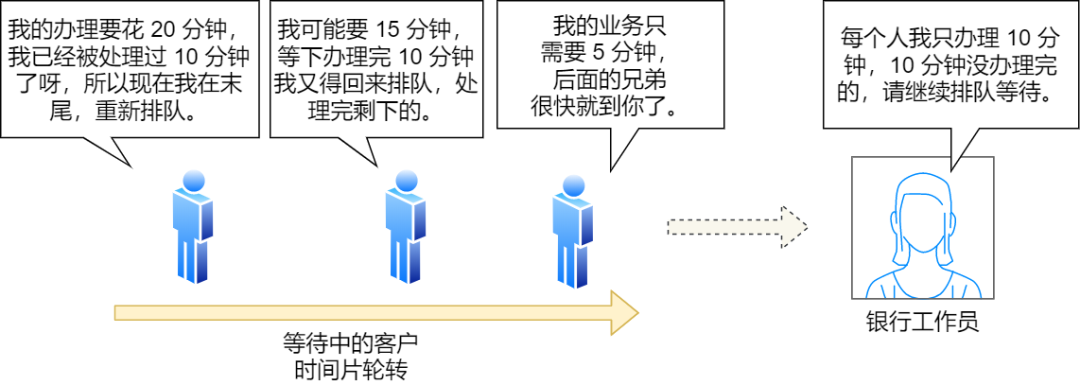 我的办理要花 20 分钟，
我已经被处理过 10 分钟
了呀，所以现在我在末
尾，重新排队。
我可能要 15 分钟，
等下办理完 10 分钟
我又得回来排队，处
理完剩下的。
我的业务只
需要 5 分钟，
后面的兄弟
很快就到你了。
每个人我只办理 10 分
钟，10 分钟没办理完
的，请继续排队等待。
银行工作员
等待中的客户
时间片轮转